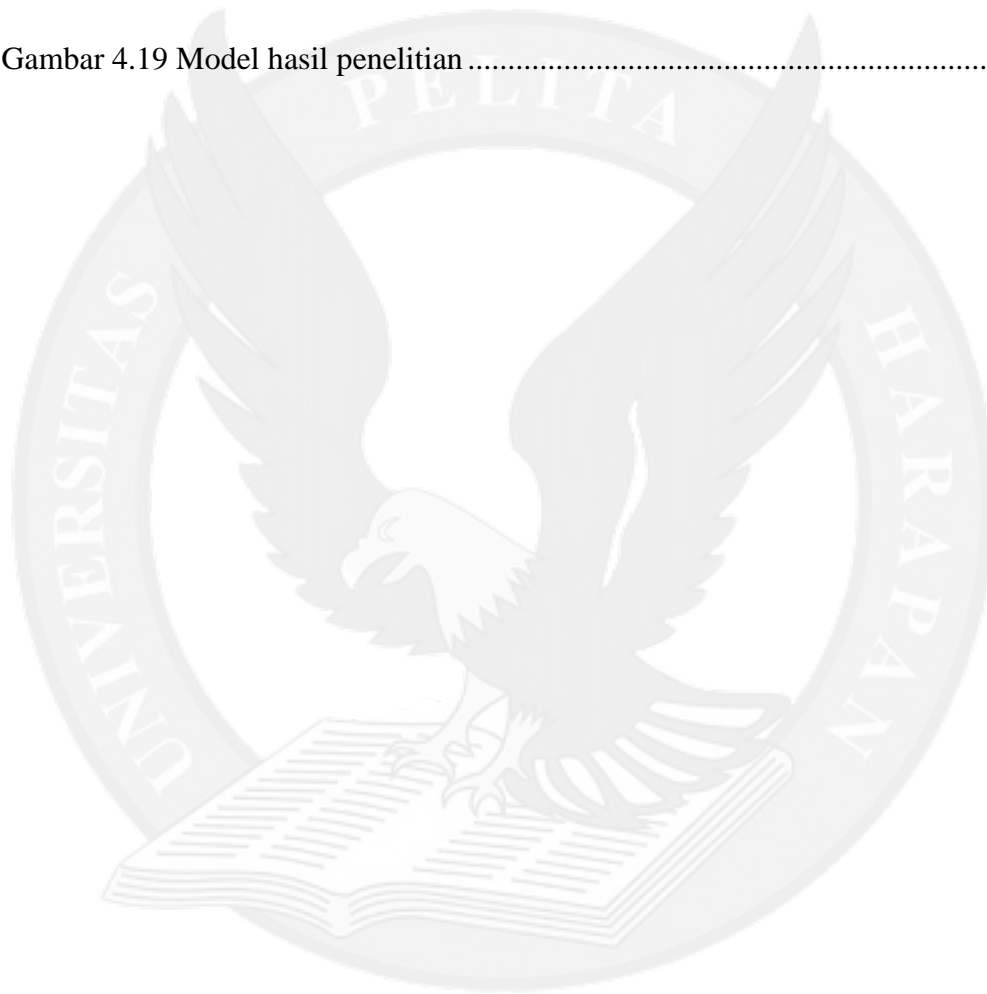 Gambar 4.19 Model hasil penelitian .................................................................
PELITA
UNIVERSITAS
HARAPAN